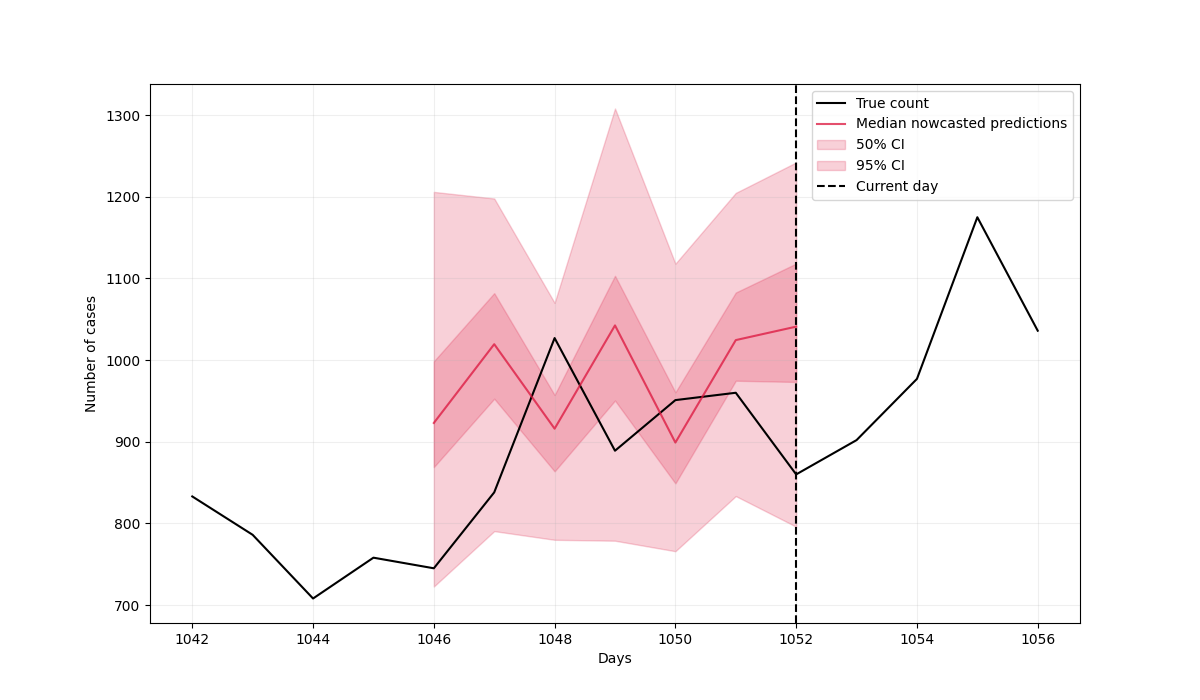 True count
Median nowcasted predictions
50% CI
95% CI
Current day
1300
1200
1100
1000
900
800
700
Number of cases
1042 1044 1046 1048 1050 1052 1054 1056
Days